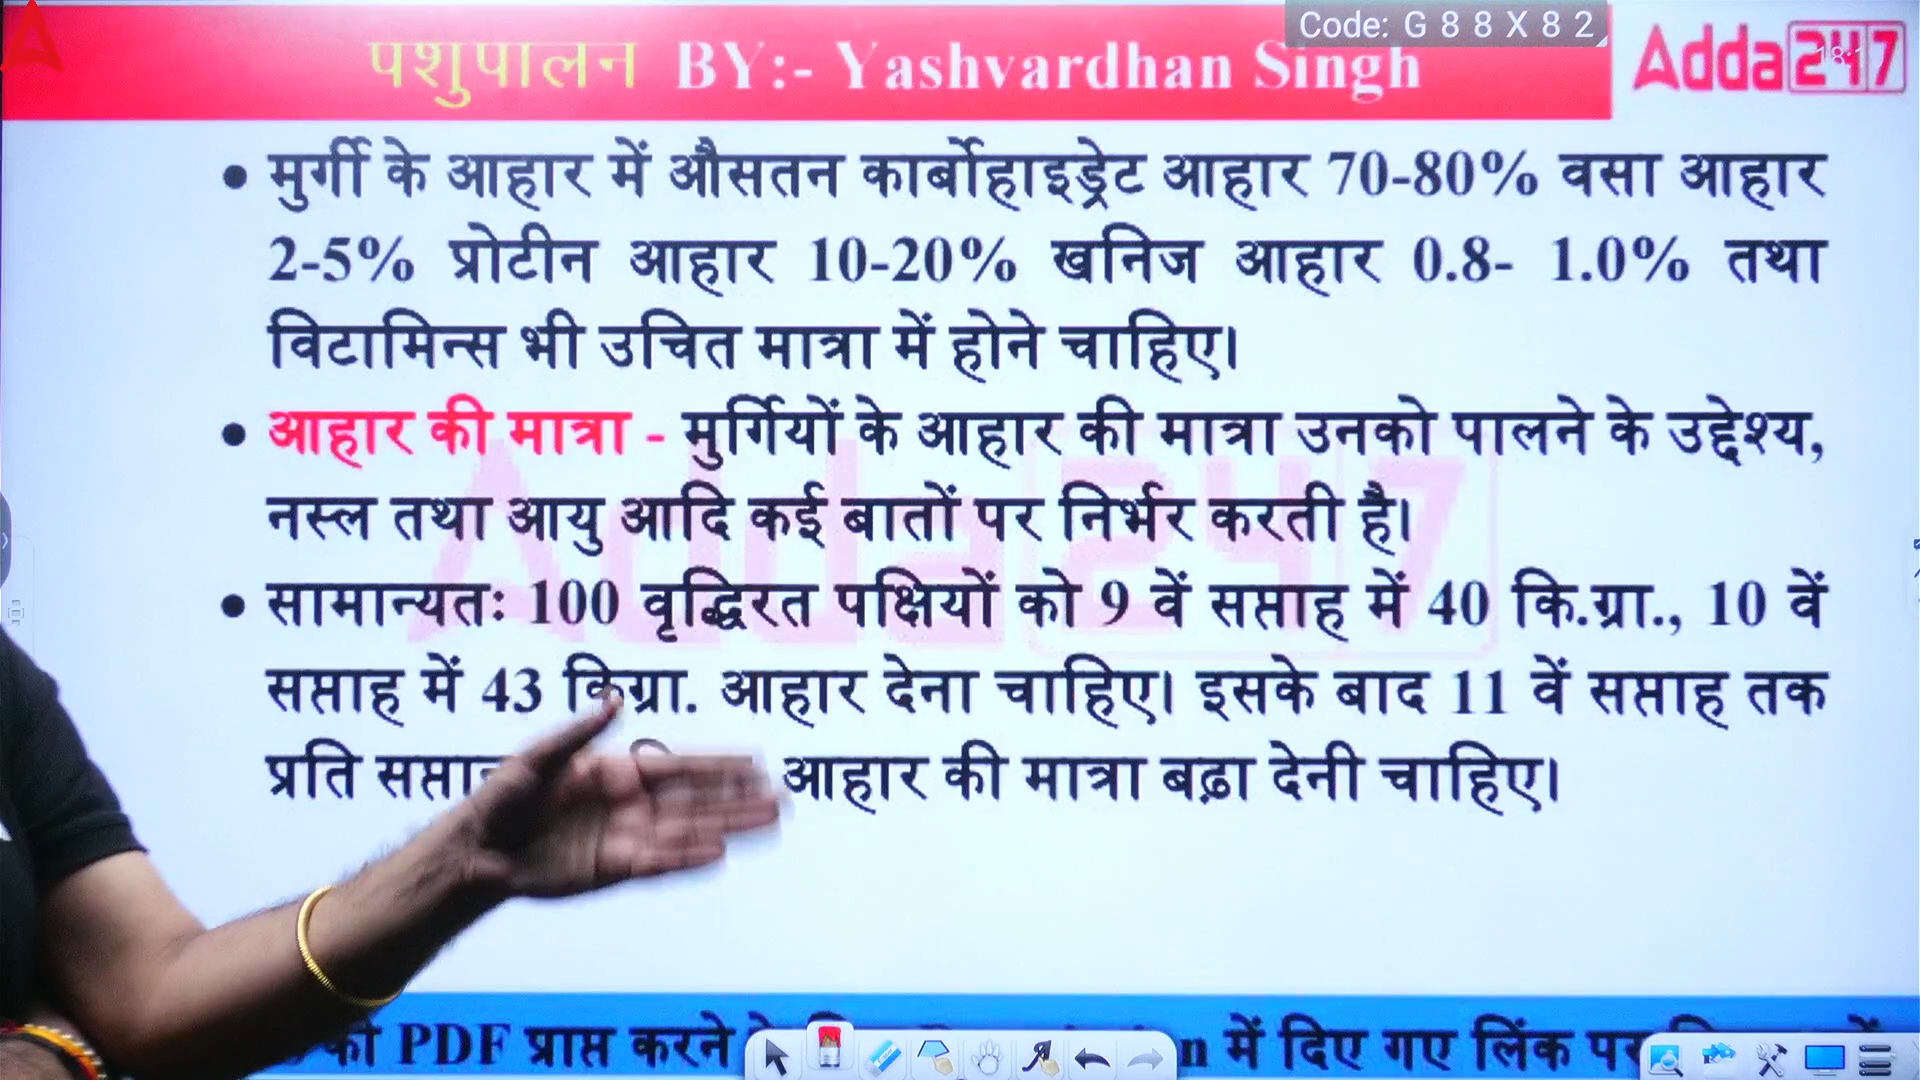 Code: G 8 8 X 8 2
पशुपालन BY:- Yashvardhan Singh
Adda 247
• मुर्गी के आहार में औसतन कार्बोहाइड्रेट आहार 70-80% वसा आहार
2-5% प्रोटीन आहार 10-20% खनिज आहार 0.8- 1.0% तथा
विटामिन्स भी उचित मात्रा में होने चाहिए।
• आहार की मात्रा - मुर्गियों के आहार की मात्रा उनको पालने के उद्देश्य,
नस्ल तथा आयु आदि कई बातों पर निर्भर करती है।
• सामान्यतः 100 वृद्धिरत पक्षियों को 9 वें सप्ताह में 40 कि.ग्रा., 10 वें
सप्ताह में 43 किग्रा. आहार देना चाहिए। इसके बाद 11 वें सप्ताह तक
प्रति आहार की मात्रा बढ़ा देनी चाहिए।
की PDF प्राप्त करने में दिए गए लिंक पर